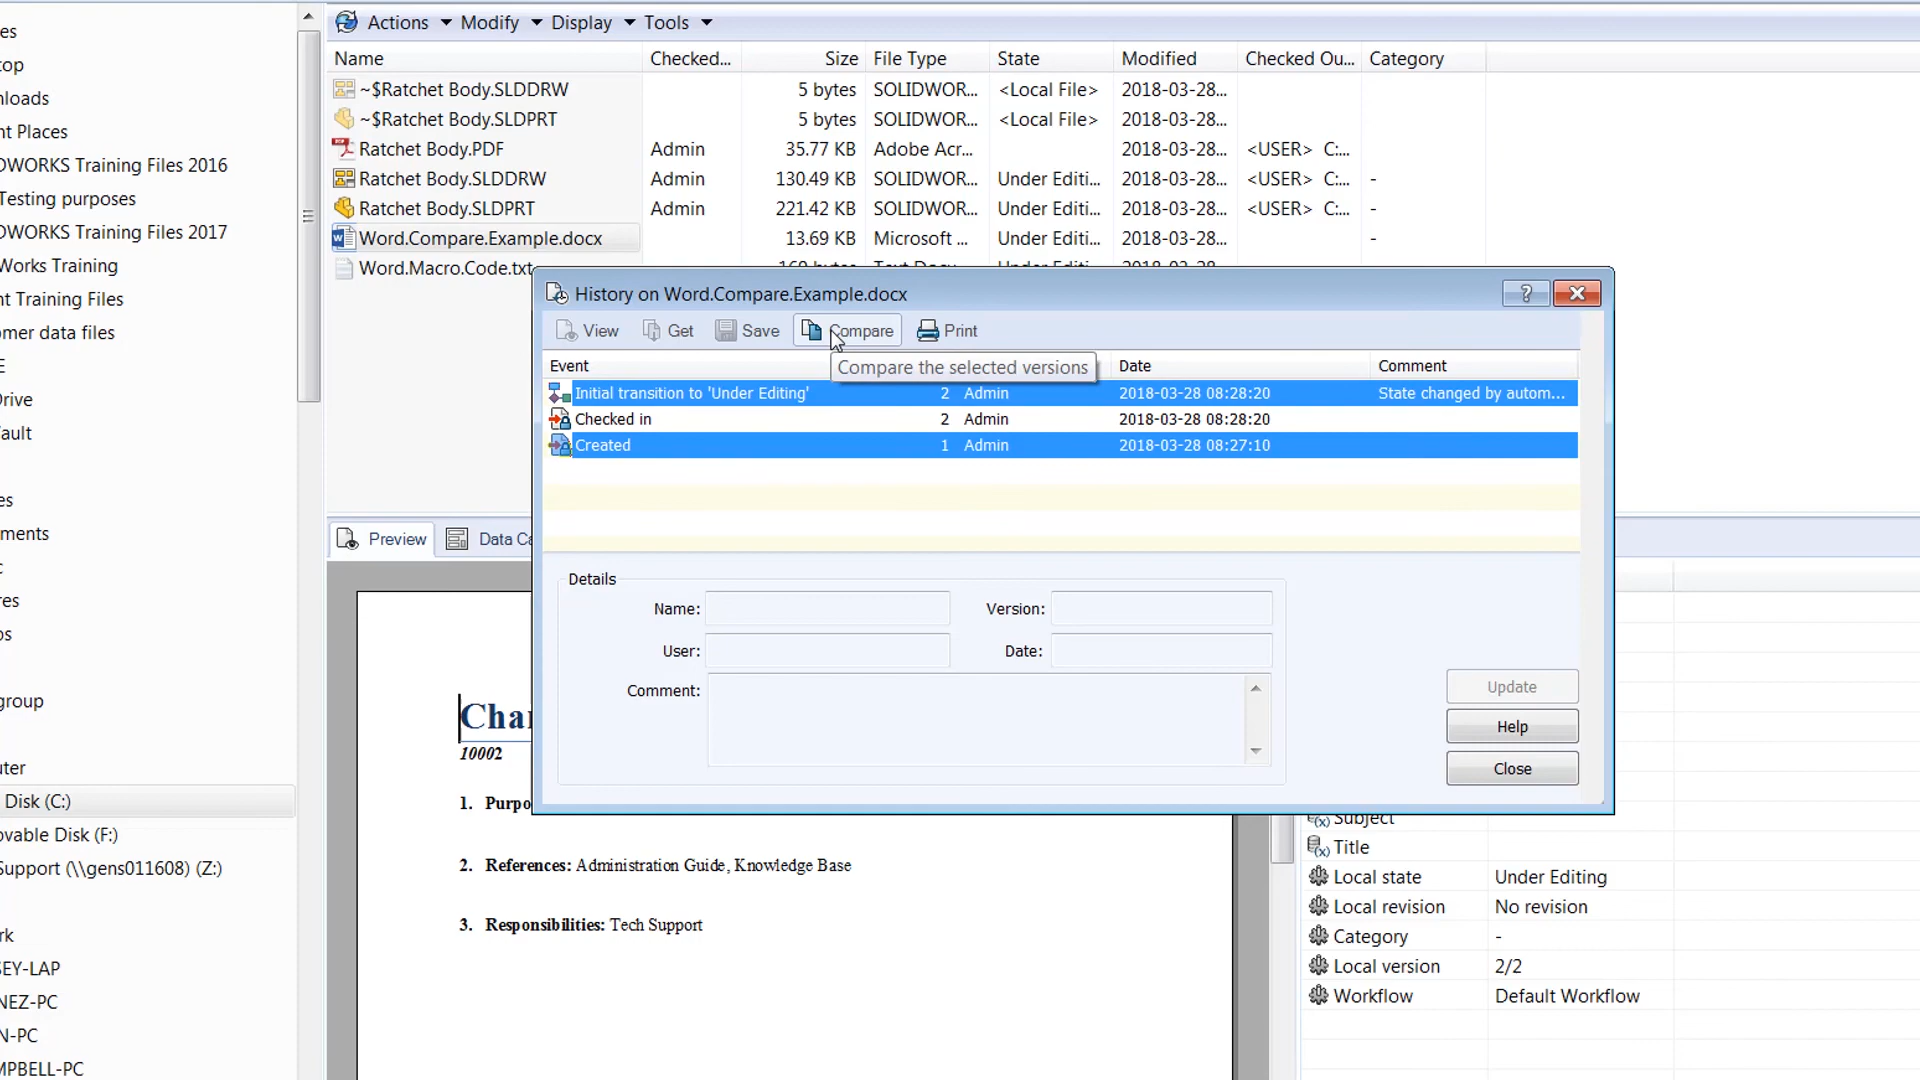 Actions Modify Display Tools
Name Checked... Size File Type State Modified Checked Ou... Category
~$Ratchet Body.SLDDRW 5 bytes SOLIDWOR... <Local File> 2018-03-28...
~$Ratchet Body.SLDPRT 5 bytes SOLIDWOR... <Local File> 2018-03-28...
Ratchet Body.PDF Admin 35.77 KB Adobe Acr... 2018-03-28... <USER> C:...
Ratchet Body.SLDDRW Admin 130.49 KB SOLIDWOR... Under Editi... 2018-03-28... <USER> C:... -
Ratchet Body.SLDPRT Admin 221.42 KB SOLIDWOR... Under Editi... 2018-03-28... <USER> C:... -
Word.Compare.Example.docx 13.69 KB Microsoft ... Under Editi... 2018-03-28... -
Word.Macro.Code.txt
es
top
nloads
nt Places
DWORKS Training Files 2016
Testing purposes
DWORKS Training Files 2017
Works Training
nt Training Files
omer data files
E
Drive
Vault
es
ments
c
res
os
group
uter
Disk (C:)
ovable Disk (F:)
Support (\\gens011608) (Z:)
rk
SEY-LAP
NEZ-PC
N-PC
MPBELL-PC
History on Word.Compare.Example.docx
View Get Save Compare Print
Compare the selected versions
Event Date Comment
Initial transition to 'Under Editing' 2 Admin 2018-03-28 08:28:20 State changed by autom...
Checked in 2 Admin 2018-03-28 08:28:20
Created 1 Admin 2018-03-28 08:27:10
Details
Name: Version:
User: Date:
Comment:
Update
Help
Close
Preview Data Ca
Cha
10002
1. Purpo
2. References: Administration Guide, Knowledge Base
3. Responsibilities: Tech Support
Subject
Title
Local state Under Editing
Local revision No revision
Category -
Local version 2/2
Workflow Default Workflow